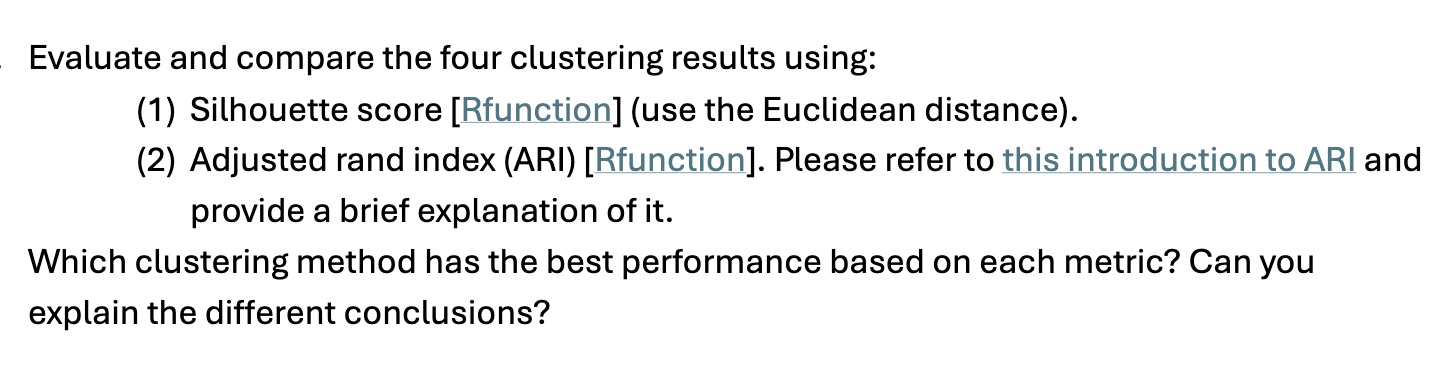 . Evaluate and compare the four clustering results using:
(1) Silhouette score [Rfunction] (use the Euclidean distance).
(2) Adjusted rand index (ARI) [Rfunction]. Please refer to this introduction to ARI and
provide a brief explanation of it.
Which clustering method has the best performance based on each metric? Can you
explain the different conclusions?